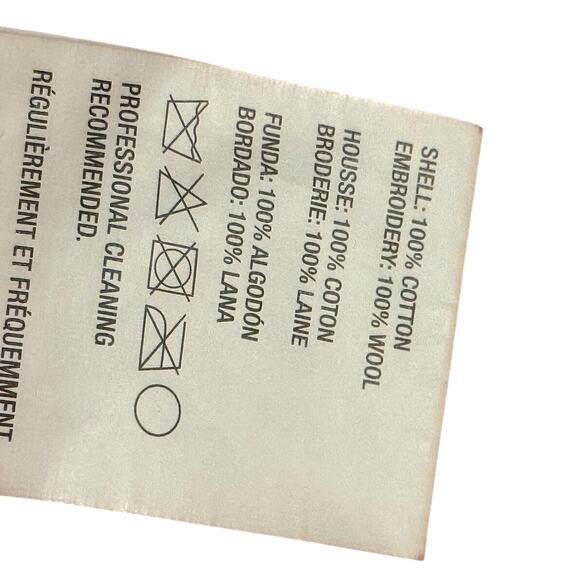 SHELL: 100% COTTON
EMBROIDERY: 100% WOOL
HOUSSE: 100% COTON
BRODERIE: 100% LAINE
FUNDA: 100% ALGODÓN
BORDADO: 100% LANA
PROFESSIONAL CLEANING
RECOMMENDED.
RÉGULIÈREMENT ET FRÉQUEMMENT